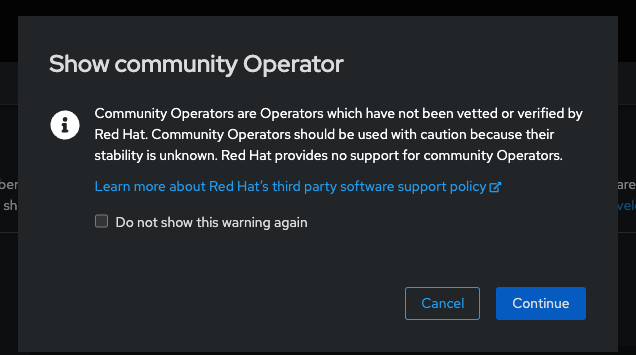 Show community Operator
Community Operators are Operators which have not been vetted or verified by
Red Hat. Community Operators should be used with caution because their
stability is unknown. Red Hat provides no support for community Operators.
Learn more about Red Hat's third party software support policy
Do not show this warning again
Cancel
Continue